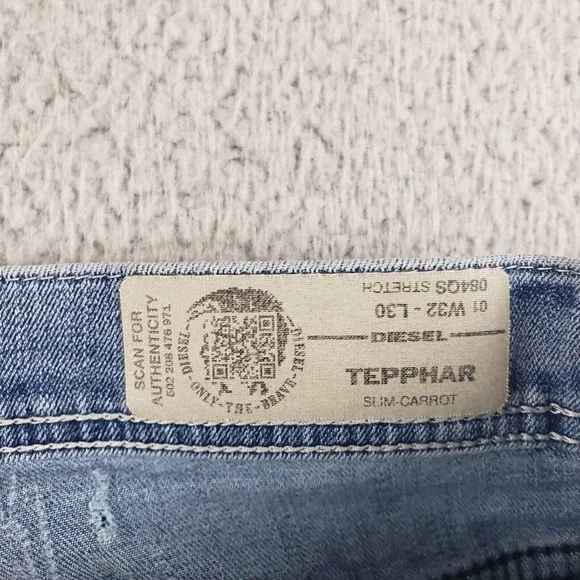 SCAN FOR
AUTHENTICITY
602 208 476 971
DIESEL
ONLY-THE-BRAVE
DIESEL
084QS STRETCH
01 W32 - L30
DIESEL
TEPPHAR
SLIM-CARROT